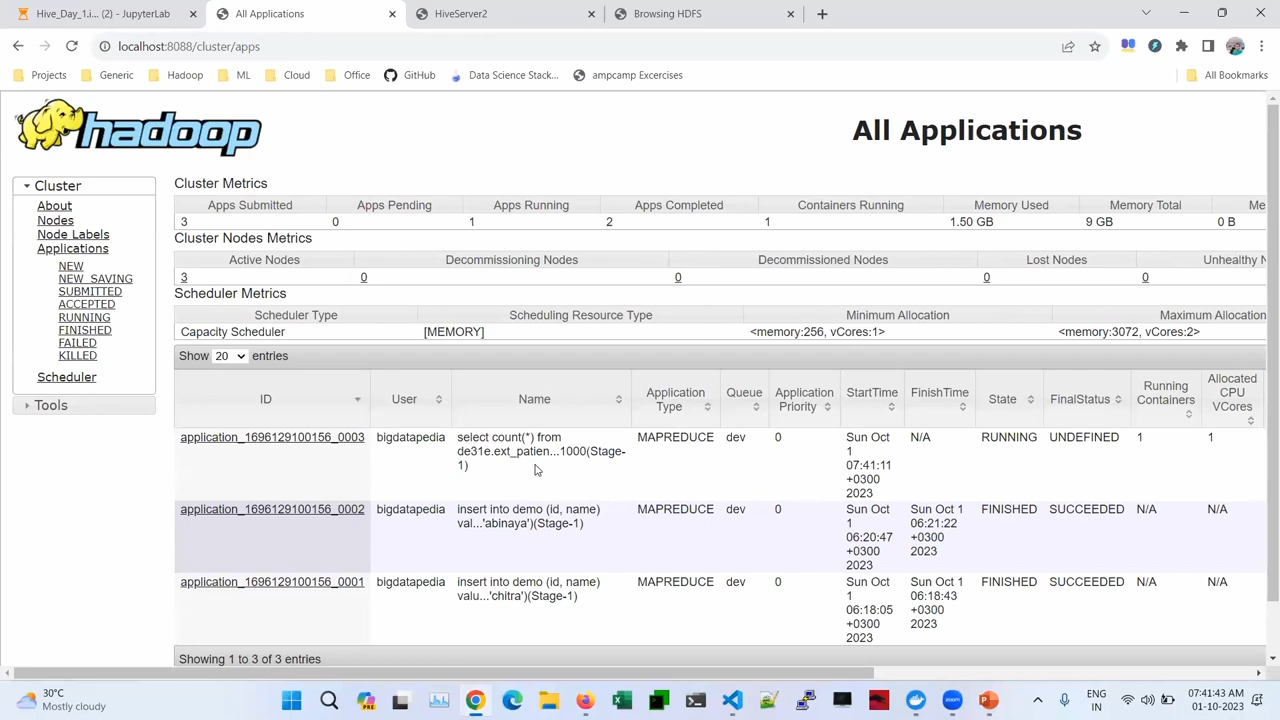 Hive_Day_1.i... (2) - JupyterLab
All Applications
HiveServer2
Browsing HDFS
localhost:8088/cluster/apps
Projects Generic Hadoop ML Cloud Office GitHub Data Science Stack... ampcamp Excercises All Bookmarks
hadoop
All Applications
Cluster
About
Nodes
Node Labels
Applications
NEW
NEW_SAVING
SUBMITTED
ACCEPTED
RUNNING
FINISHED
FAILED
KILLED
Scheduler
Tools
Cluster Metrics
Apps Submitted Apps Pending Apps Running Apps Completed Containers Running Memory Used Memory Total Me
3 0 1 2 1 1.50 GB 9 GB 0 B
Cluster Nodes Metrics
Active Nodes Decommissioning Nodes Decommissioned Nodes Lost Nodes Unhealthy N
3 0 0 0 0
Scheduler Metrics
Scheduler Type Scheduling Resource Type Minimum Allocation Maximum Allocation
Capacity Scheduler [MEMORY] <memory:256, vCores:1> <memory:3072, vCores:2>
Show 20 entries
ID User Name Application Type Queue Application Priority StartTime FinishTime State FinalStatus Running Containers Allocated CPU VCores
application_1696129100156_0003 bigdatapedia select count(*) from MAPREDUCE dev 0 Sun Oct N/A RUNNING UNDEFINED 1 1
de31e.ext_patien...1000(Stage- 1
1) 07:41:11
+0300
2023
application_1696129100156_0002 bigdatapedia insert into demo (id, name) MAPREDUCE dev 0 Sun Oct Sun Oct 1 FINISHED SUCCEEDED N/A N/A
val...'abinaya')(Stage-1) 1 06:21:22
06:20:47 +0300
+0300 2023
2023
application_1696129100156_0001 bigdatapedia insert into demo (id, name) MAPREDUCE dev 0 Sun Oct Sun Oct 1 FINISHED SUCCEEDED N/A N/A
valu...'chitra')(Stage-1) 1 06:18:43
06:18:05 +0300
+0300 2023
2023
Showing 1 to 3 of 3 entries
30°C
Mostly cloudy
ENG
IN
07:41:43 AM
01-10-2023